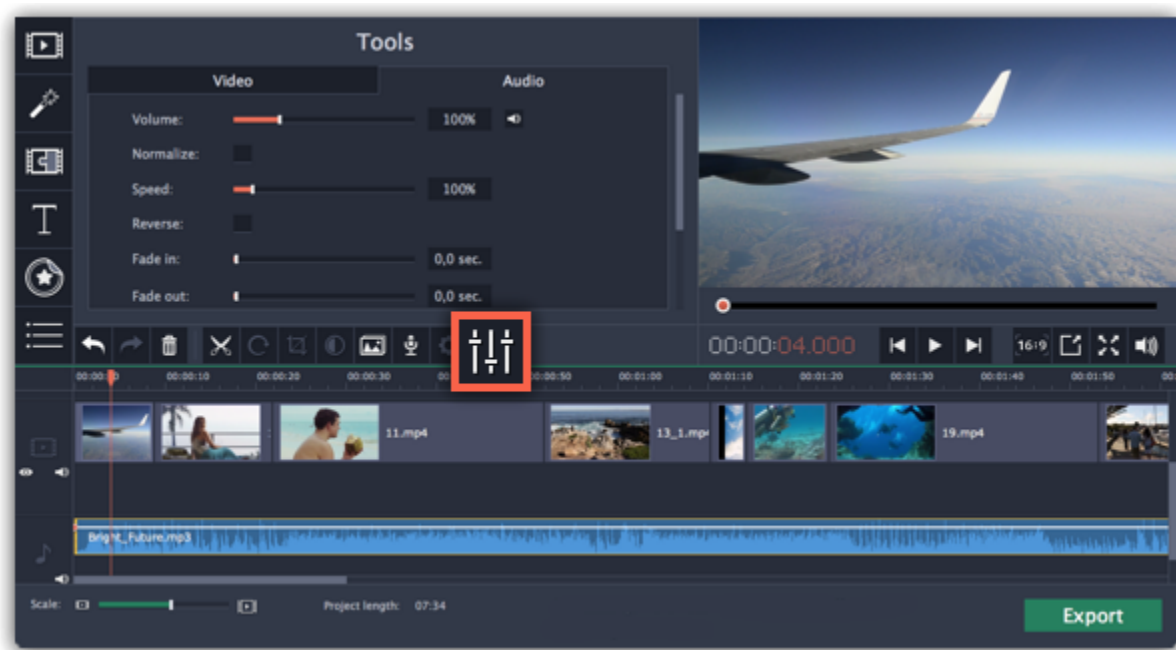 Tools
Video
Audio
Volume:
100%
Normalize:
Speed:
100%
Reverse:
Fade in:
0,0 sec.
Fade out:
0,0 sec.
00:00:04.000
16:9
00:00:10
00:00:20
00:00:30
00:00:50
00:01:00
00:01:10
00:01:20
00:01:30
00:01:40
00:01:50
11.mp4
13_1.mp
19.mp4
Bright_Future.mp3
Scale:
Project length: 07:34
Export